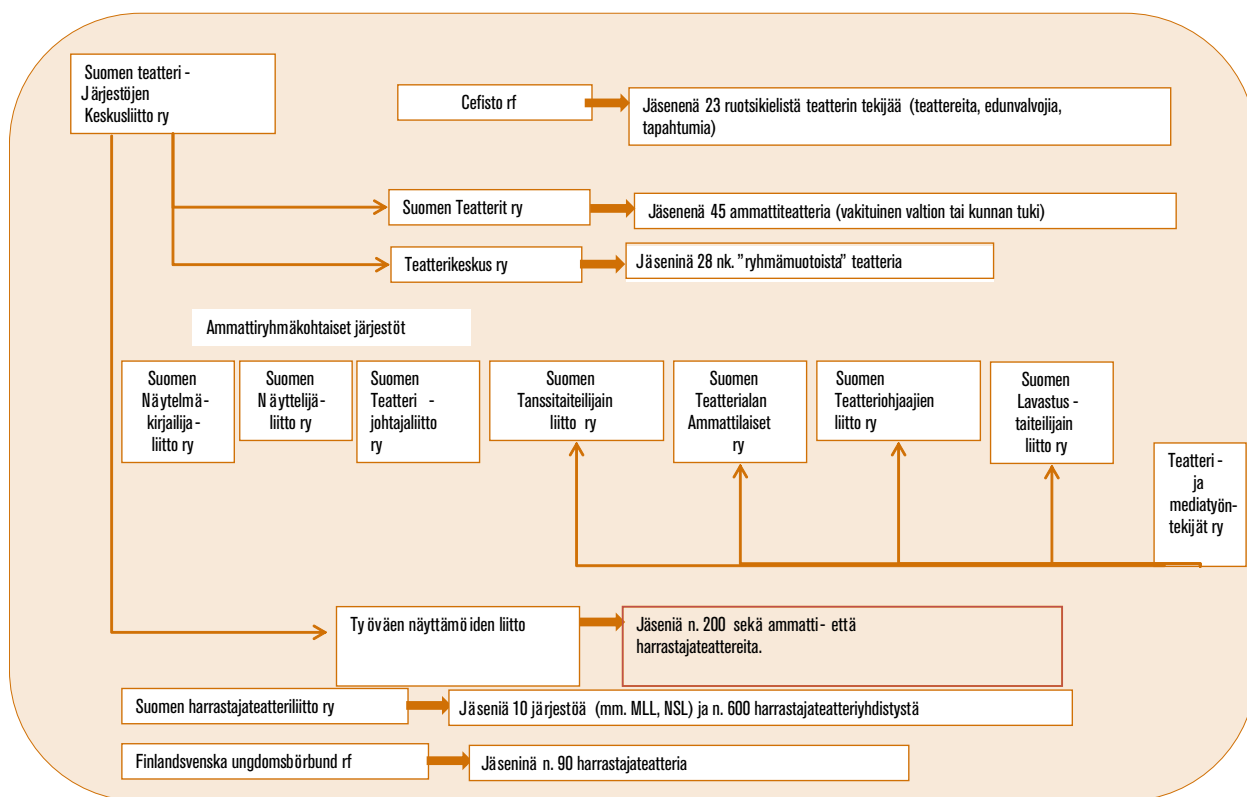 Suomen teatteri -
Järjestöjen
Keskusliitto ry
Cefisto rf
Jäsenenä 23 ruotsikielistä teatterin tekijää (teattereita, edunvalvojia,
tapahtumia)
Suomen Teatterit ry
Jäsenenä 45 ammattiteatteria (vakituinen valtion tai kunnan tuki)
Teatterikeskus ry
Jäseninä 28 nk. ”ryhmämuotoista” teatteria
Ammattiryhmäkohtaiset järjestöt
Suomen
Näytelmä-
kirjailija-
liitto ry
Suomen
Näyttelijä-
liitto ry
Suomen
Teatteri -
johtajaliitto
ry
Suomen
Tanssitaiteilijain
liitto ry
Suomen
Teatterialan
Ammattilaiset
ry
Suomen
Teatteriohjaajien
liitto ry
Suomen
Lavastus -
taiteilijain
liitto ry
Teatteri -
ja
mediatyön-
tekijät ry
Työväen näyttämöiden liitto
Jäseniä n. 200 sekä ammatti- että
harrastajateattereita.
Suomen harrastajateatteriliitto ry
Jäseniä 10 järjestöä (mm. MLL, NSL) ja n. 600 harrastajateatteriyhdistystä
Finlandsvenska ungdomsbörbund rf
Jäseninä n. 90 harrastajateatteria